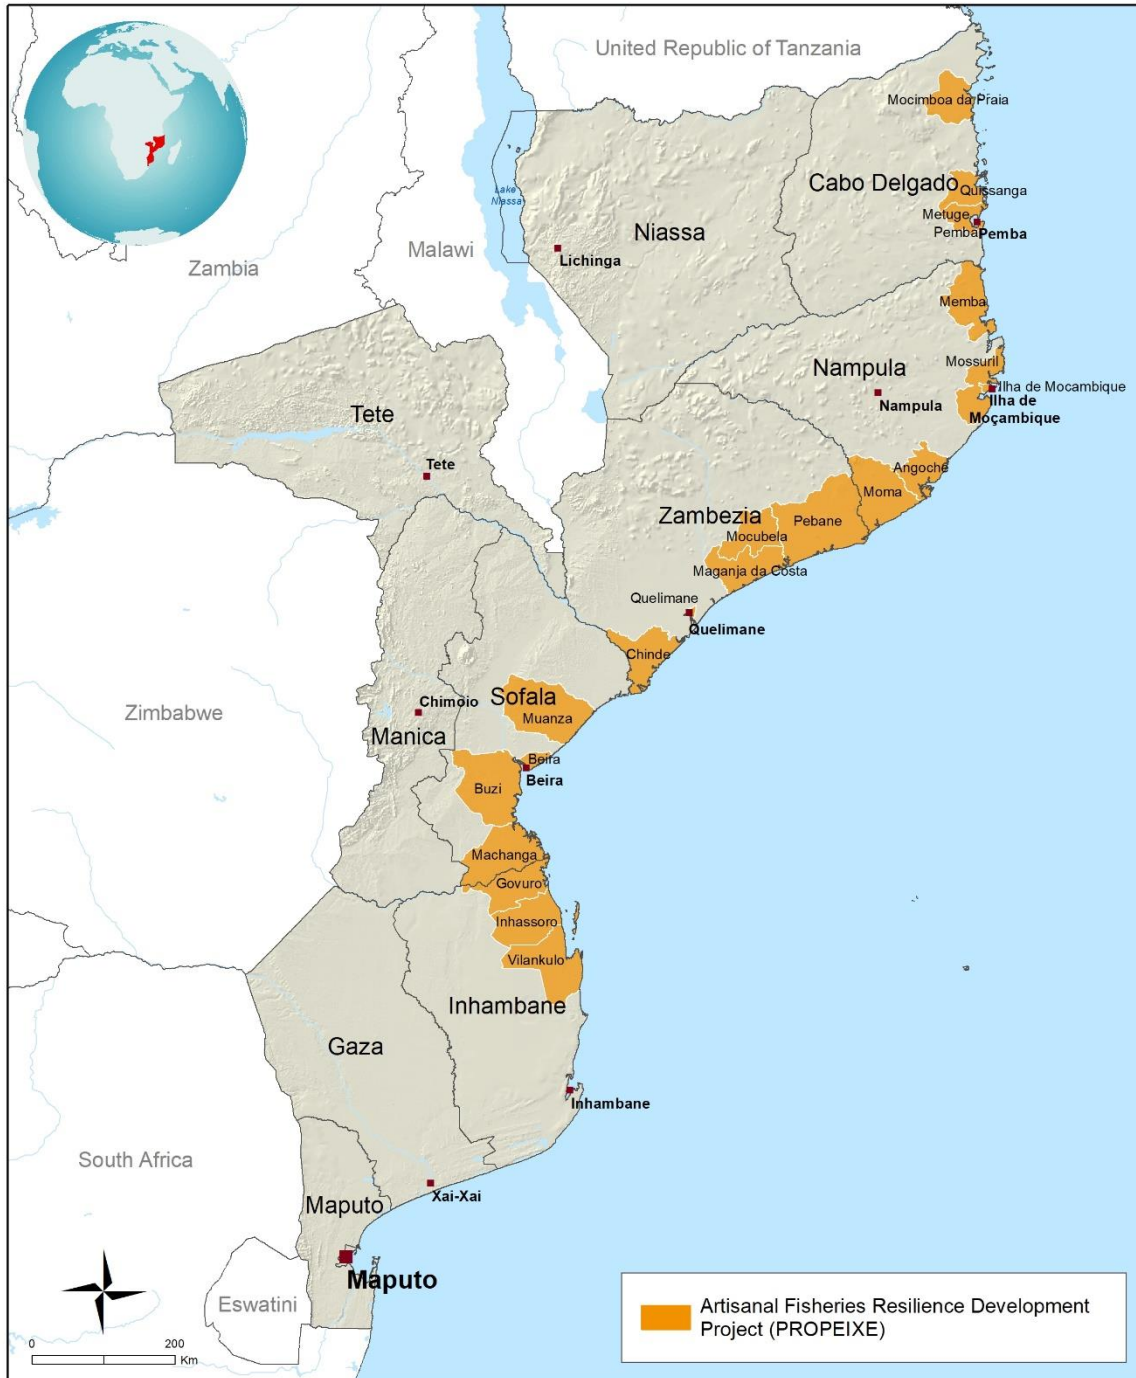 United Republic of Tanzania
Mocimboa da Praia
Cabo Delgado
Quissanga
Lake
Niassa
Metuge
Pemba
Pemba
Niassa
Malawi
Lichinga
Zambia
Memba
Mossuril
Nampula
Ilha de Mocambique
Ilha de
Moçambique
Nampula
Tete
Tete
Angoche
Moma
Zambezia
Pebane
Mocubela
Maganja da Costa
Quelimane
Quelimane
Chinde
Sofala
Chimoio
Muanza
Zimbabwe
Manica
Beira
Beira
Buzi
Machanga
Govuro
Inhassoro
Vilankulo
Inhambane
Gaza
Inhambane
South Africa
Xai-Xai
Maputo
Maputo
Eswatini
Artisanal Fisheries Resilience Development
Project (PROPEIXE)
0 200
Km